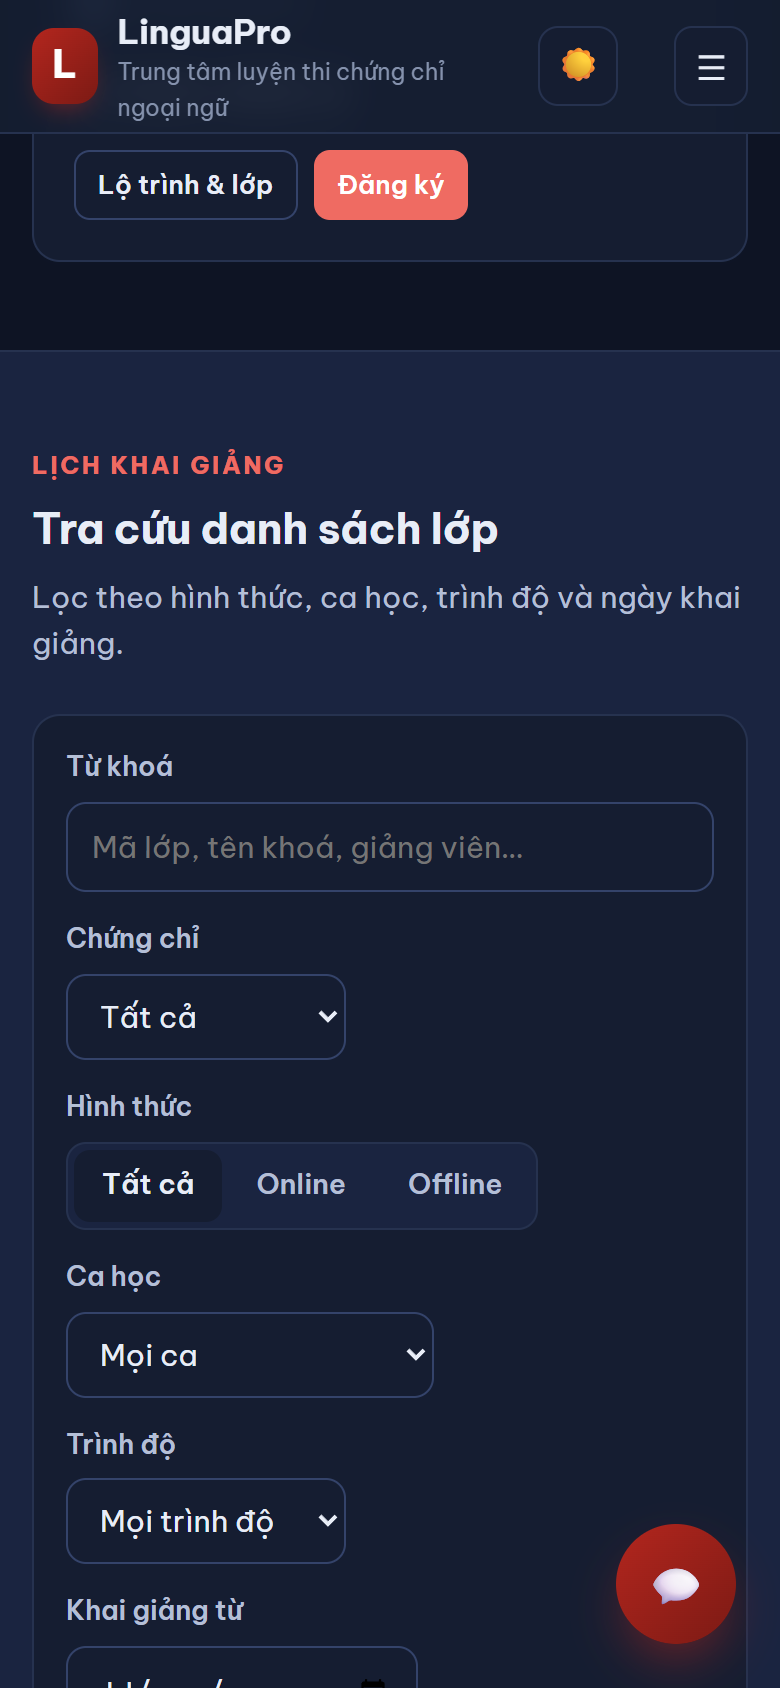 L
LinguaPro
Trung tâm luyện thi chứng chỉ
ngoại ngữ
Lộ trình & lớp
Đăng ký
LỊCH KHAI GIẢNG
Tra cứu danh sách lớp
Lọc theo hình thức, ca học, trình độ và ngày khai
giảng.
Từ khoá
Mã lớp, tên khoá, giảng viên...
Chứng chỉ
Tất cả
Hình thức
Tất cả
Online
Offline
Ca học
Mọi ca
Trình độ
Mọi trình độ
Khai giảng từ